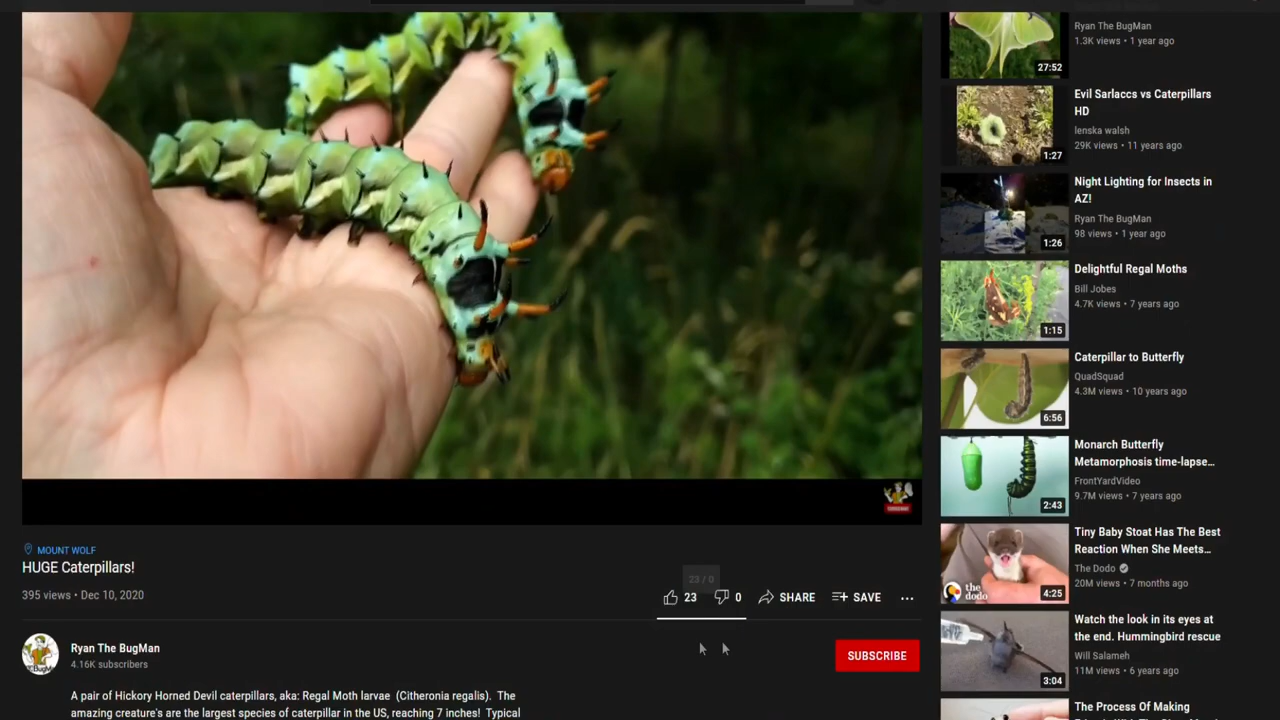 MOUNT WOLF
HUGE Caterpillars!
395 views • Dec 10, 2020
23 / 0
23
0
SHARE
SAVE
Ryan The BugMan
4.16K subscribers
SUBSCRIBE
A pair of Hickory Horned Devil caterpillars, aka: Regal Moth larvae (Citheronia regalis). The
amazing creature's are the largest species of caterpillar in the US, reaching 7 inches! Typical
Ryan The BugMan
1.3K views • 1 year ago
27:52
Evil Sarlaccs vs Caterpillars
HD
lenska walsh
29K views • 11 years ago
1:27
Night Lighting for Insects in
AZ!
Ryan The BugMan
98 views • 1 year ago
1:26
Delightful Regal Moths
Bill Jobes
4.7K views • 7 years ago
1:15
Caterpillar to Butterfly
QuadSquad
4.3M views • 10 years ago
6:56
Monarch Butterfly
Metamorphosis time-lapse...
FrontYardVideo
9.7M views • 7 years ago
2:43
Tiny Baby Stoat Has The Best
Reaction When She Meets...
The Dodo
20M views • 7 months ago
the
dodo
4:25
Watch the look in its eyes at
the end. Hummingbird rescue
Will Salameh
11M views • 6 years ago
3:04
The Process Of Making